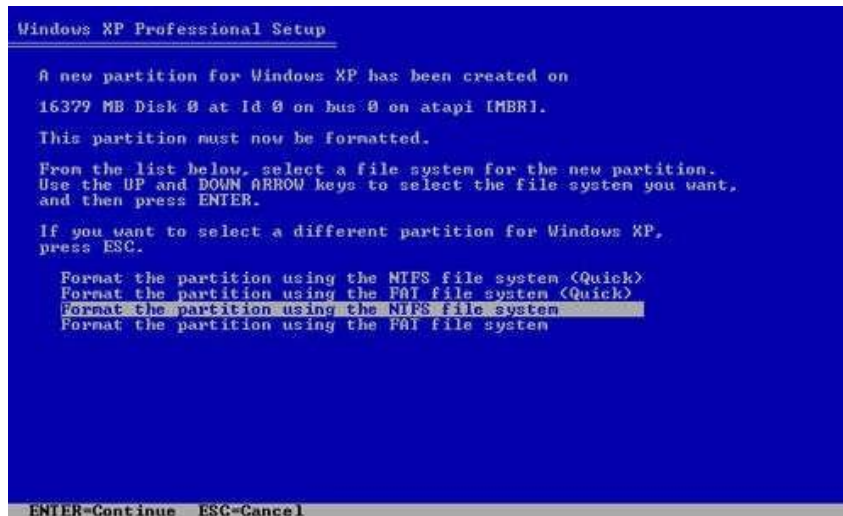 Windows XP Professional Setup
A new partition for Windows XP has been created on
16379 MB Disk 0 at Id 0 on bus 0 on atapi [MBR].
This partition must now be formatted.
From the list below, select a file system for the new partition.
Use the UP and DOWN ARROW keys to select the file system you want,
and then press ENTER.
If you want to select a different partition for Windows XP,
press ESC.
Format the partition using the NTFS file system (Quick)
Format the partition using the FAT file system (Quick)
Format the partition using the NTFS file system
Format the partition using the FAT file system
ENTER=Continue ESC=Cancel